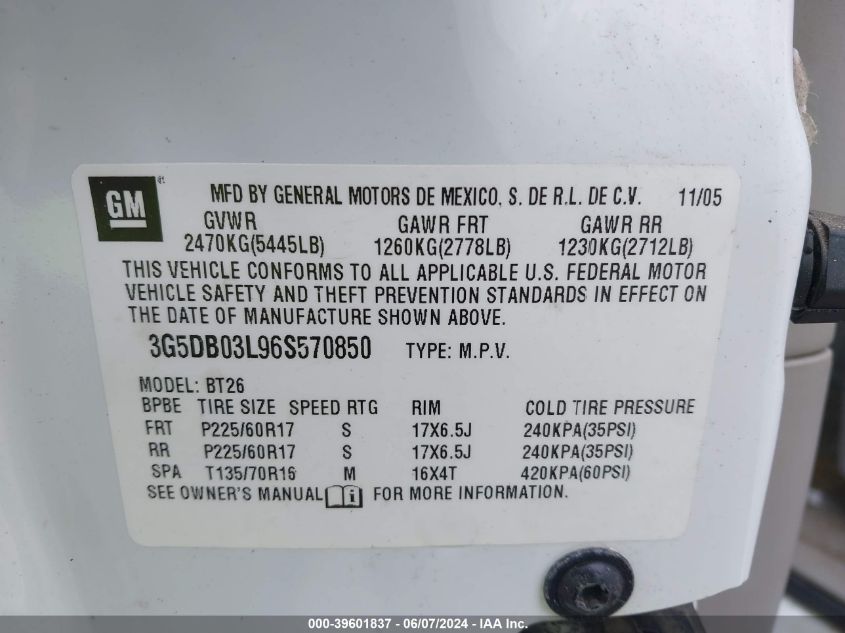 GM
MFD BY GENERAL MOTORS DE MEXICO, S. DE R.L. DE C.V. 11/05
GVWR GAWR FRT GAWR RR
2470KG(5445LB) 1260KG(2778LB) 1230KG(2712LB)
THIS VEHICLE CONFORMS TO ALL APPLICABLE U.S. FEDERAL MOTOR
VEHICLE SAFETY AND THEFT PREVENTION STANDARDS IN EFFECT ON
THE DATE OF MANUFACTURE SHOWN ABOVE.
3G5DB03L96S570850 TYPE: M.P.V.
MODEL: BT26
BPBE TIRE SIZE SPEED RTG RIM COLD TIRE PRESSURE
FRT P225/60R17 S 17X6.5J 240KPA(35PSI)
RR P225/60R17 S 17X6.5J 240KPA(35PSI)
SPA T135/70R16 M 16X4T 420KPA(60PSI)
SEE OWNER'S MANUAL FOR MORE INFORMATION.
000-39601837 - 06/07/2024 - IAA Inc.